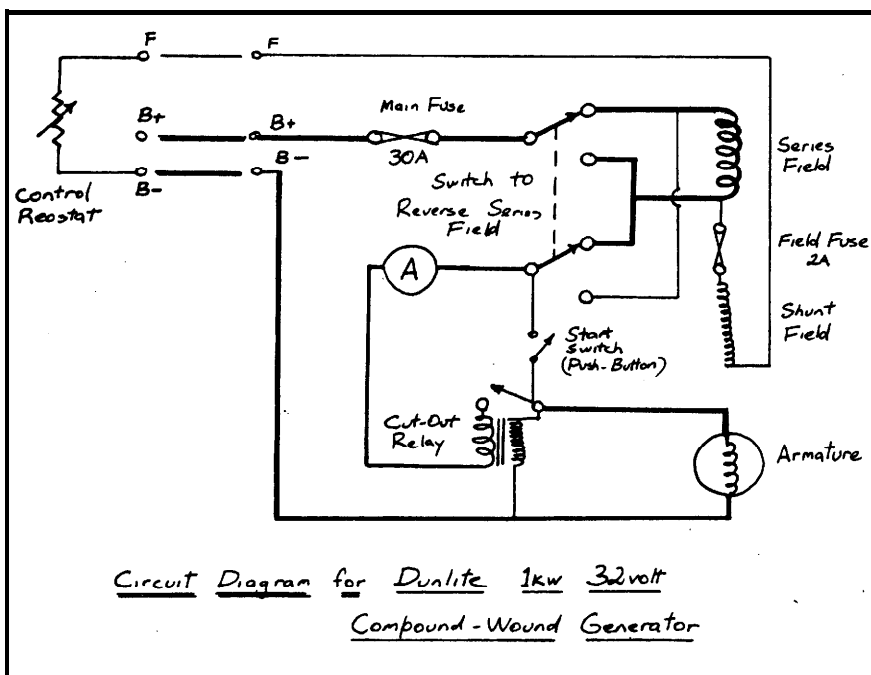 F
F
B+
B+
B-
B-
Control
Reostat
Main Fuse
30A
Switch to
Reverse Series
Field
Series
Field
Field Fuse
2A
Shunt
Field
A
Start
Switch
(Push-Button)
Cut-Out
Relay
Armature
Circuit Diagram for Dunlite 1kw 32volt
Compound-Wound Generator